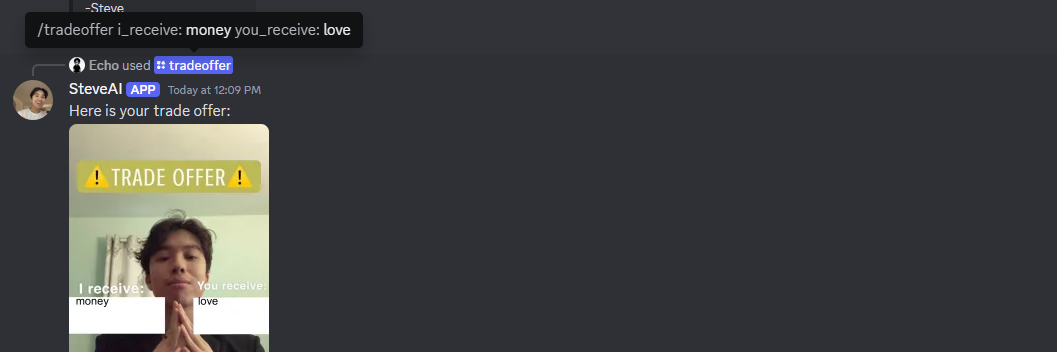 -Steve
/tradeoffer i_receive: money you_receive: love
Echo used tradeoffer
SteveAI APP Today at 12:09 PM
Here is your trade offer:
⚠️TRADE OFFER⚠️
I receive: You receive:
money love